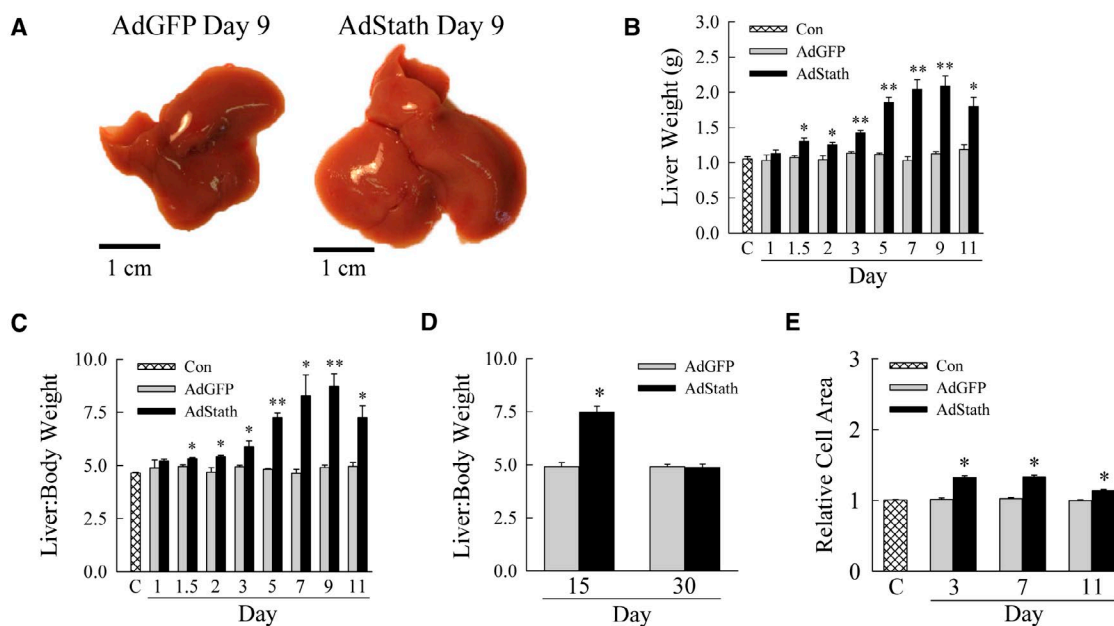 A
AdGFP Day 9
AdStath Day 9
1 cm
1 cm
B
Con
AdGFP
AdStath
Liver Weight (g)
3.0
2.5
2.0
1.5
1.0
0.5
0.0
* * ** ** ** ** *
C 1 1.5 2 3 5 7 9 11
Day
C
Con
AdGFP
AdStath
Liver:Body Weight
10.0
7.5
5.0
2.5
0.0
* * * ** * ** *
C 1 1.5 2 3 5 7 9 11
Day
D
AdGFP
AdStath
Liver:Body Weight
10.0
7.5
5.0
2.5
0.0
*
15 30
Day
E
Con
AdGFP
AdStath
Relative Cell Area
3
2
1
0
* * *
C 3 7 11
Day